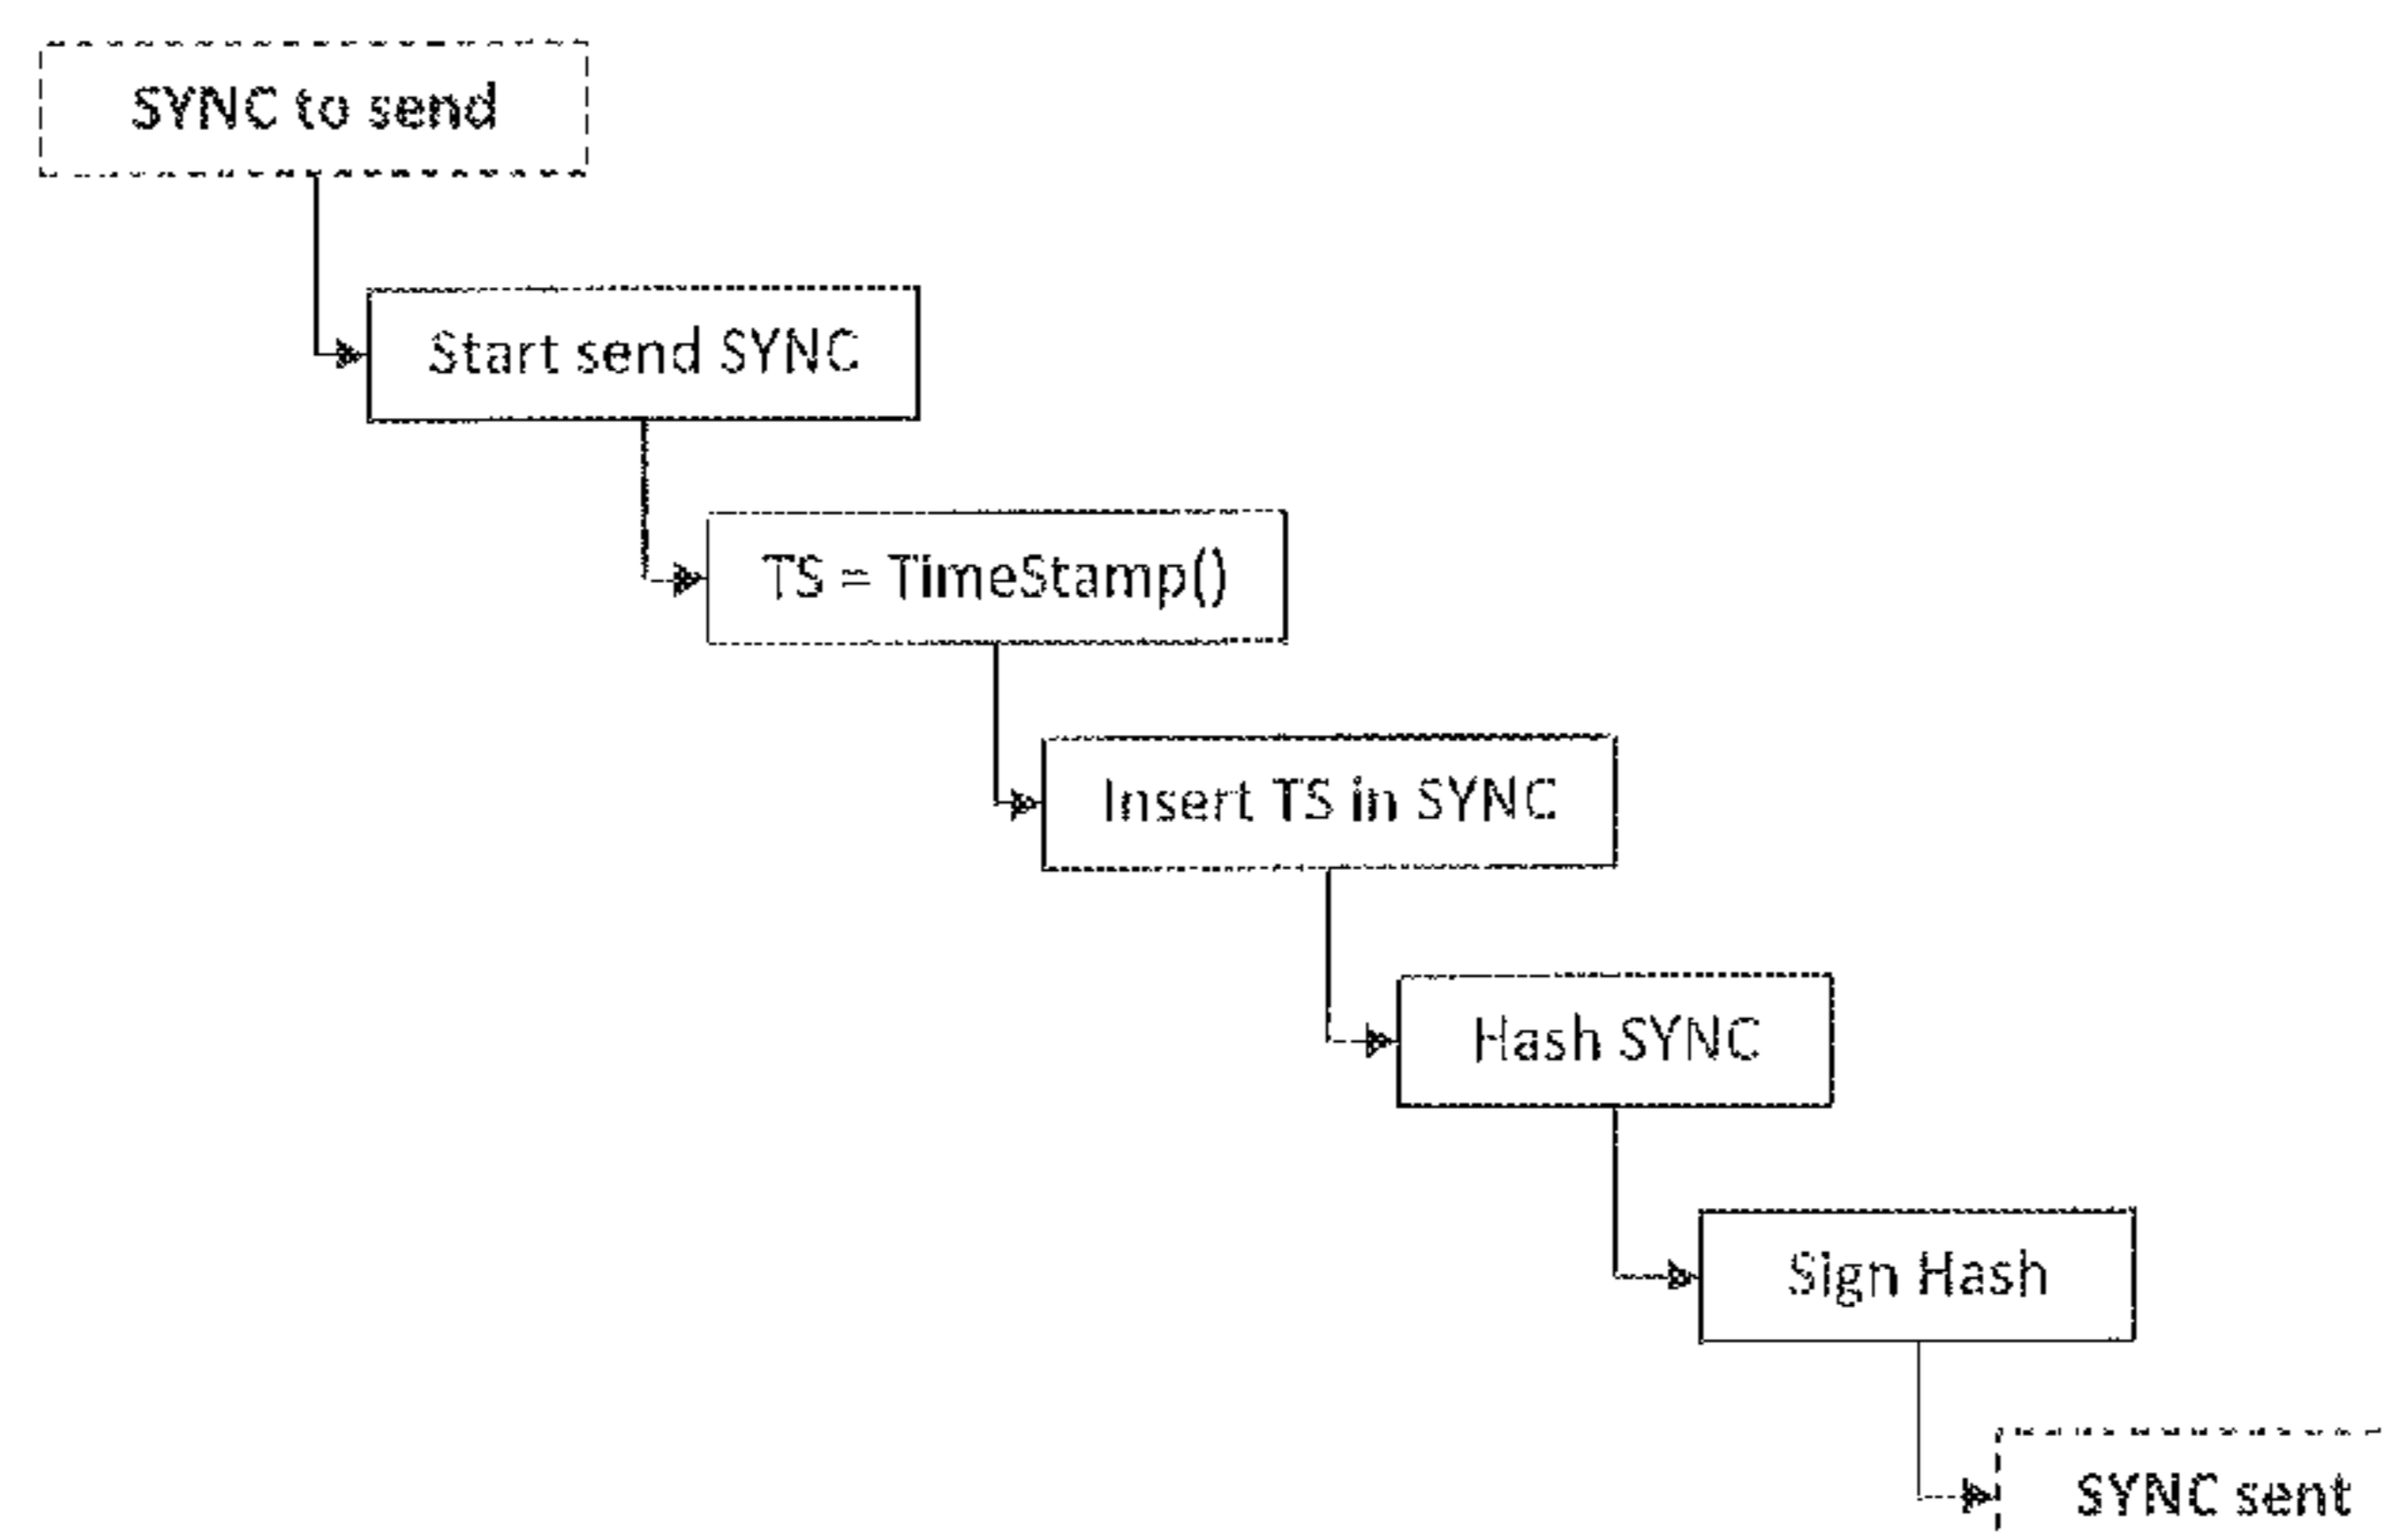 SYNC to send
Start send SYNC
TS = TimeStamp()
Insert TS in SYNC
Hash SYNC
Sign Hash
SYNC sent